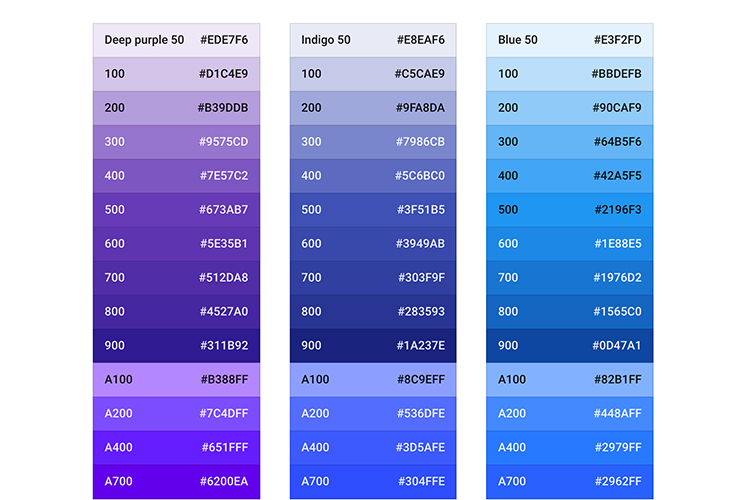 Deep purple 50 #EDE7F6
100 #D1C4E9
200 #B39DDB
300 #9575CD
400 #7E57C2
500 #673AB7
600 #5E35B1
700 #512DA8
800 #4527A0
900 #311B92
A100 #B388FF
A200 #7C4DFF
A400 #651FFF
A700 #6200EA
Indigo 50 #E8EAF6
100 #C5CAE9
200 #9FA8DA
300 #7986CB
400 #5C6BC0
500 #3F51B5
600 #3949AB
700 #303F9F
800 #283593
900 #1A237E
A100 #8C9EFF
A200 #536DFE
A400 #3D5AFE
A700 #304FFE
Blue 50 #E3F2FD
100 #BBDEFB
200 #90CAF9
300 #64B5F6
400 #42A5F5
500 #2196F3
600 #1E88E5
700 #1976D2
800 #1565C0
900 #0D47A1
A100 #82B1FF
A200 #448AFF
A400 #2979FF
A700 #2962FF